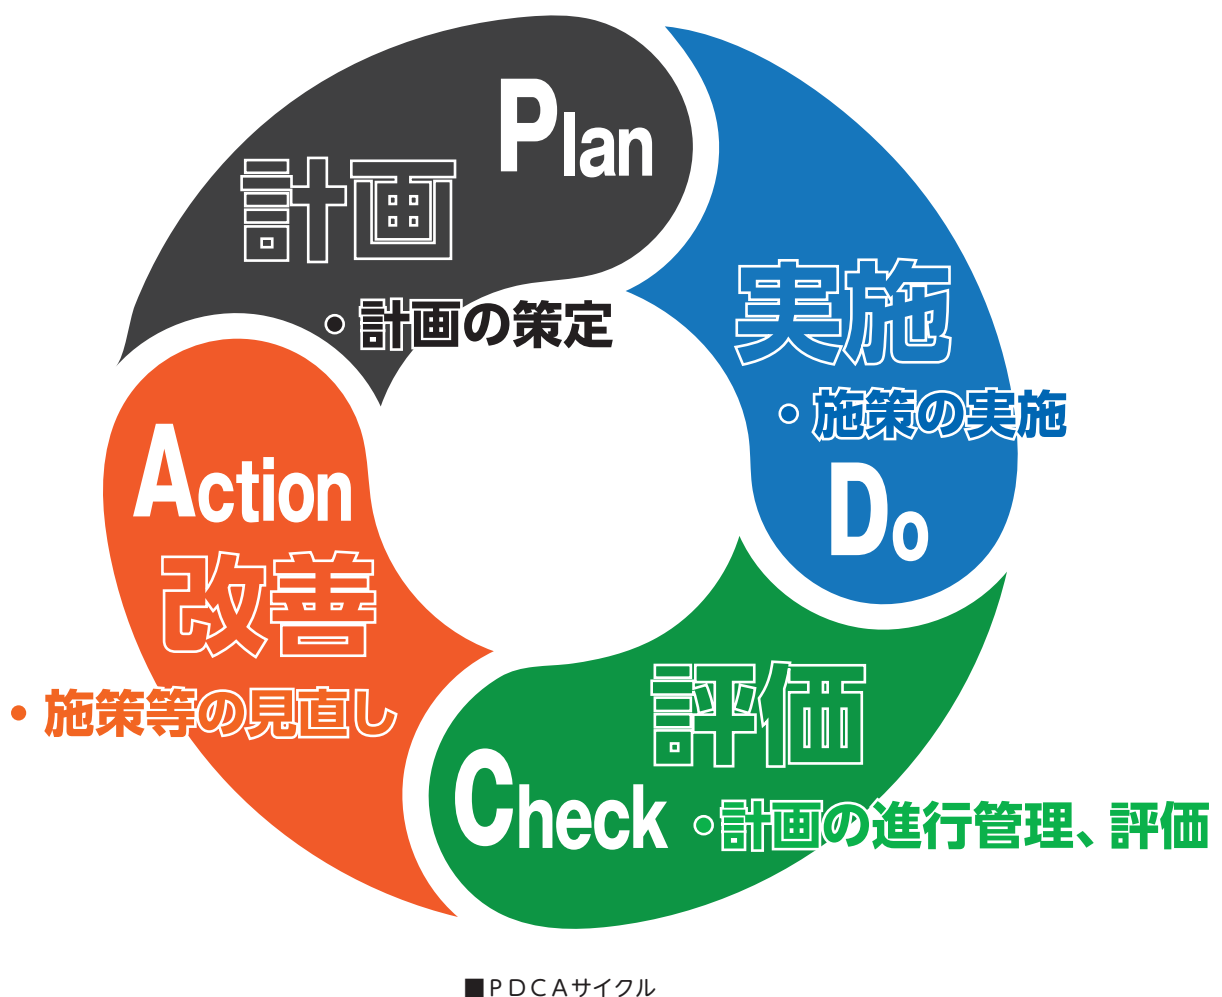 Plan
計画
・計画の策定
実施
・施策の実施
Do
評価
Check
・計画の進行管理、評価
Action
改善
・施策等の見直し
■ＰＤＣＡサイクル